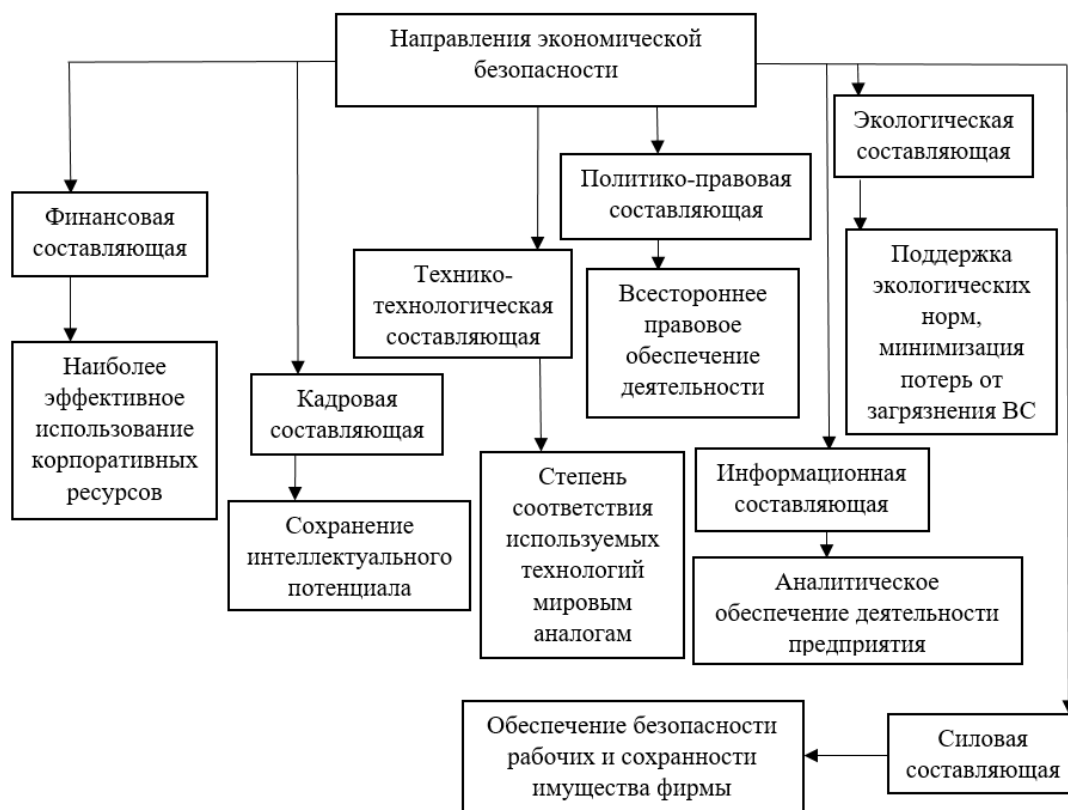 Направления экономической
безопасности
Финансовая
составляющая
Наиболее
эффективное
использование
корпоративных
ресурсов
Кадровая
составляющая
Сохранение
интеллектуального
потенциала
Технико-
технологическая
составляющая
Степень
соответствия
используемых
технологий
мировым
аналогам
Политико-правовая
составляющая
Всестороннее
правовое
обеспечение
деятельности
Информационная
составляющая
Аналитическое
обеспечение деятельности
предприятия
Экологическая
составляющая
Поддержка
экологических
норм,
минимизация
потерь от
загрязнения ВС
Силовая
составляющая
Обеспечение безопасности
рабочих и сохранности
имущества фирмы